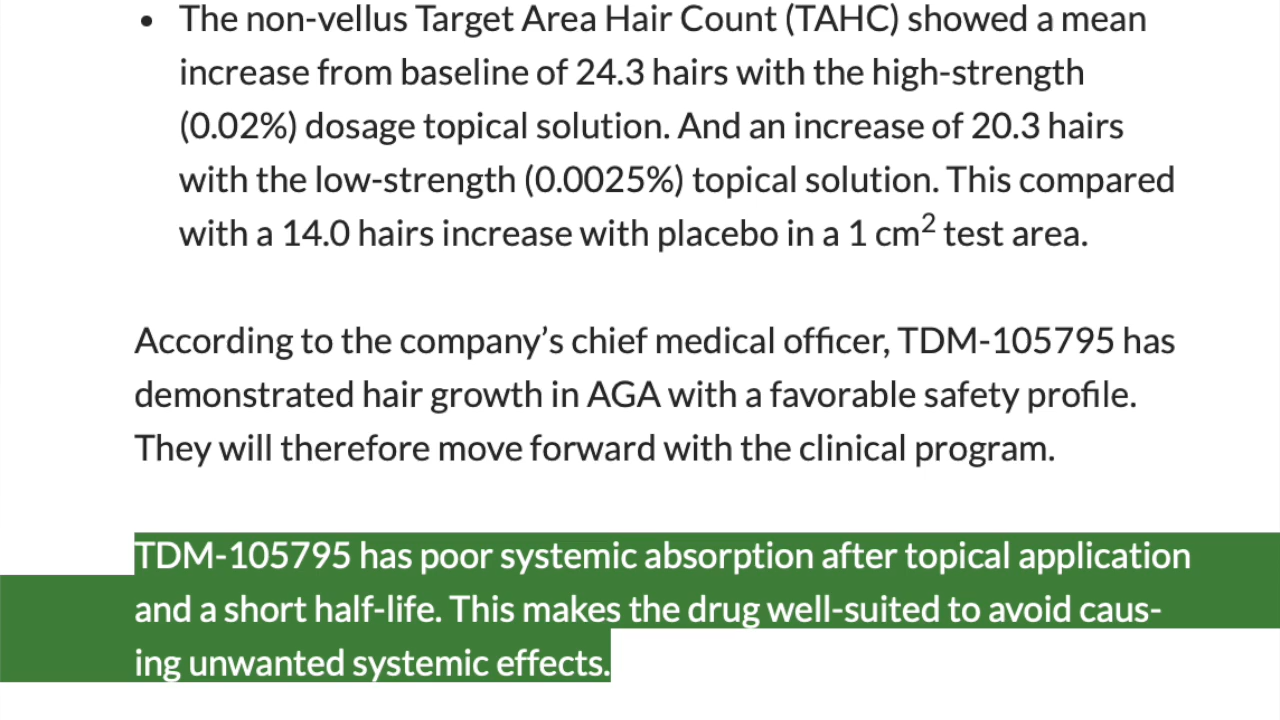 • The non-vellus Target Area Hair Count (TAHC) showed a mean
increase from baseline of 24.3 hairs with the high-strength
(0.02%) dosage topical solution. And an increase of 20.3 hairs
with the low-strength (0.0025%) topical solution. This compared
with a 14.0 hairs increase with placebo in a 1 cm² test area.
According to the company’s chief medical officer, TDM-105795 has
demonstrated hair growth in AGA with a favorable safety profile.
They will therefore move forward with the clinical program.
TDM-105795 has poor systemic absorption after topical application
and a short half-life. This makes the drug well-suited to avoid caus-
ing unwanted systemic effects.